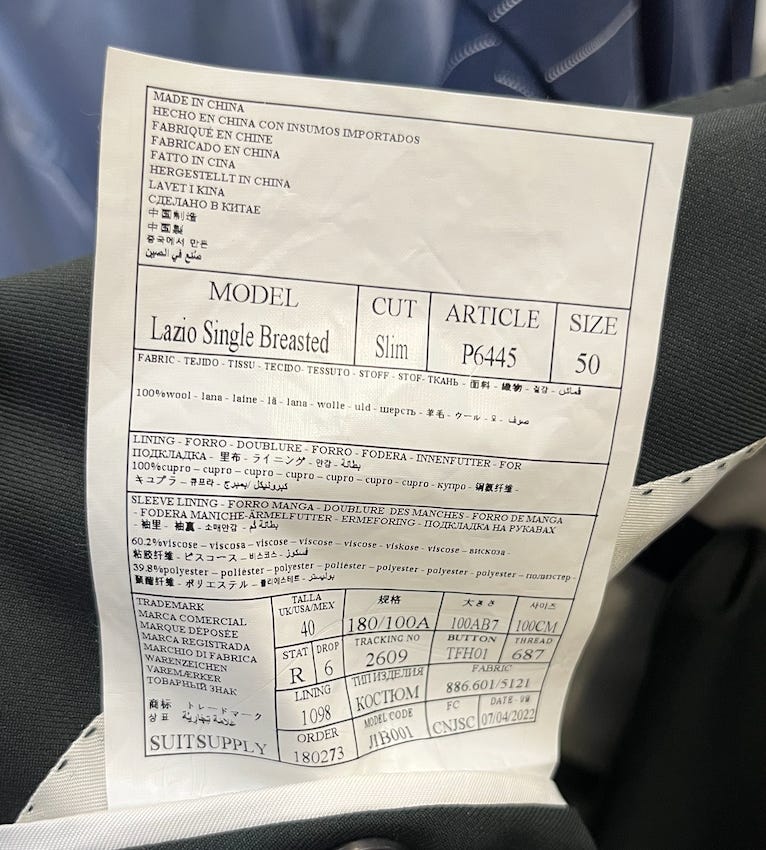 MADE IN CHINA
HECHO EN CHINA CON INSUMOS IMPORTADOS
FABRIQUÉ EN CHINE
FABRICADO EN CHINA
FATTO IN CINA
HERGESTELLT IN CHINA
LAVET I KINA
СДЕЛАНО В КИТАЕ
中国制造
中国製
중국에서 만든
صُنع في الصين
MODEL
Lazio Single Breasted
CUT
Slim
ARTICLE
P6445
SIZE
50
FABRIC - TEJIDO - TISSU - TECIDO- TESSUTO - STOFF - STOF- ТКАНЬ - 面料 - 織物 - 겉감 - قماش
100%wool - lana - laine - lã - lana - wolle - uld - шерсть - 羊毛 - ウール - 모 - صوف
LINING - FORRO - DOUBLURE - FORRO - FODERA - INNENFUTTER - FOR
ПОДКЛАДКА - 里布 - ライニング - 안감 - بطانة
100%cupro – cupro – cupro – cupro – cupro – cupro – cupro - купро - 铜氨纤维 -
キュプラ - 큐프라 -
SLEEVE LINING - FORRO MANGA - DOUBLURE DES MANCHES - FORRO DE MANGA
- FODERA MANICHE-ÄRMELFUTTER - ERMEFORING - ПОДКЛАДКА НА РУКАВАХ
- 袖里 - 袖裏 - 소매안감 - بطانة كم
60.2%viscose – viscosa – viscose – viscose – viscose – viskose – viscose – вискоза -
粘胶纤维 - ビスコース - 비스코스 - فسكوز
39.8%polyester – poliéster – polyester – poliéster – polyester – polyester – polyester – полиэстер -
聚酯纤维 - ポリエステル - 폴리에스테르 - بوليستر
TRADEMARK
MARCA COMERCIAL
MARQUE DÉPOSÉE
MARCA REGISTRADA
MARCHIO DI FABRICA
WARENZEICHEN
VAREMÆRKER
ТОВАРНЫЙ ЗНАК
商标 トレードマーク
상표 علامة تجارية
SUITSUPPLY
TALLA
UK/USA/MEX
40
规格
180/100A
大きさ
100AB7
사이즈
100CM
STAT
R
DROP
6
TRACKING NO
2609
BUTTON
TFH01
THREAD
687
LINING
1098
ТИП ИЗДЕЛИЯ
КОСТЮМ
FABRIC
886.601/5121
ORDER
180273
MODEL CODE
J1B001
FC
CNJSC
DATE -
07/04/2022